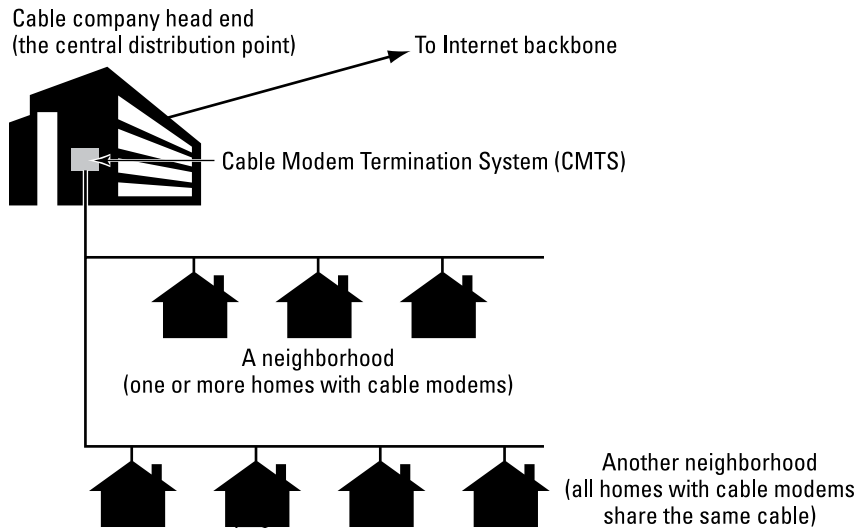 Cable company head end
(the central distribution point)
To Internet backbone
Cable Modem Termination System (CMTS)
A neighborhood
(one or more homes with cable modems)
Another neighborhood
(all homes with cable modems
share the same cable)